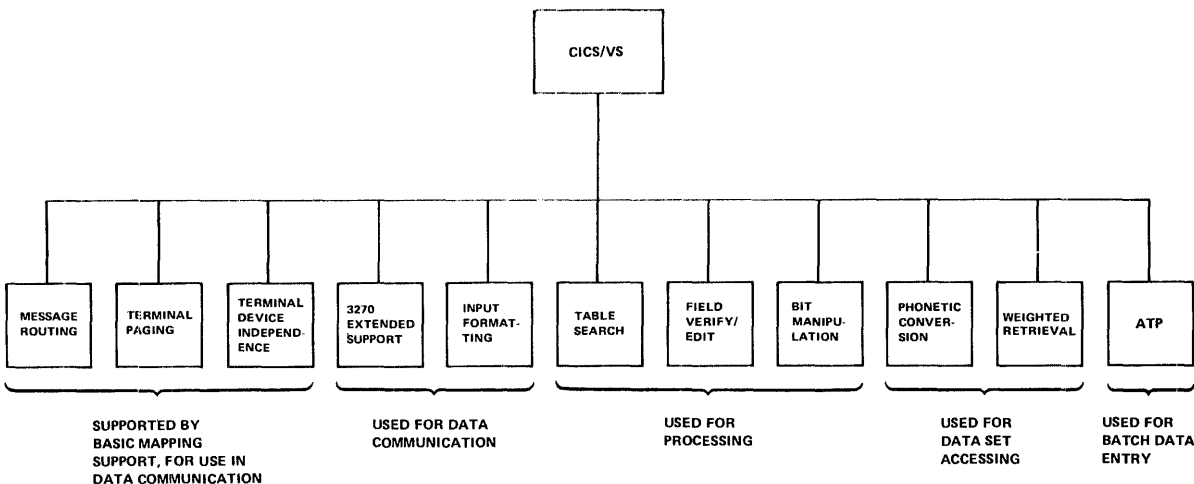 CICS/VS
MESSAGE
ROUTING
TERMINAL
PAGING
TERMINAL
DEVICE
INDEPEND-
ENCE
3270
EXTENDED
SUPPORT
INPUT
FORMAT-
TING
TABLE
SEARCH
FIELD
VERIFY/
EDIT
BIT
MANIPU-
LATION
PHONETIC
CONVER-
SION
WEIGHTED
RETRIEVAL
ATP
SUPPORTED BY
BASIC MAPPING
SUPPORT, FOR USE IN
DATA COMMUNICATION
USED FOR DATA
COMMUNICATION
USED FOR
PROCESSING
USED FOR
DATA SET
ACCESSING
USED FOR
BATCH DATA
ENTRY